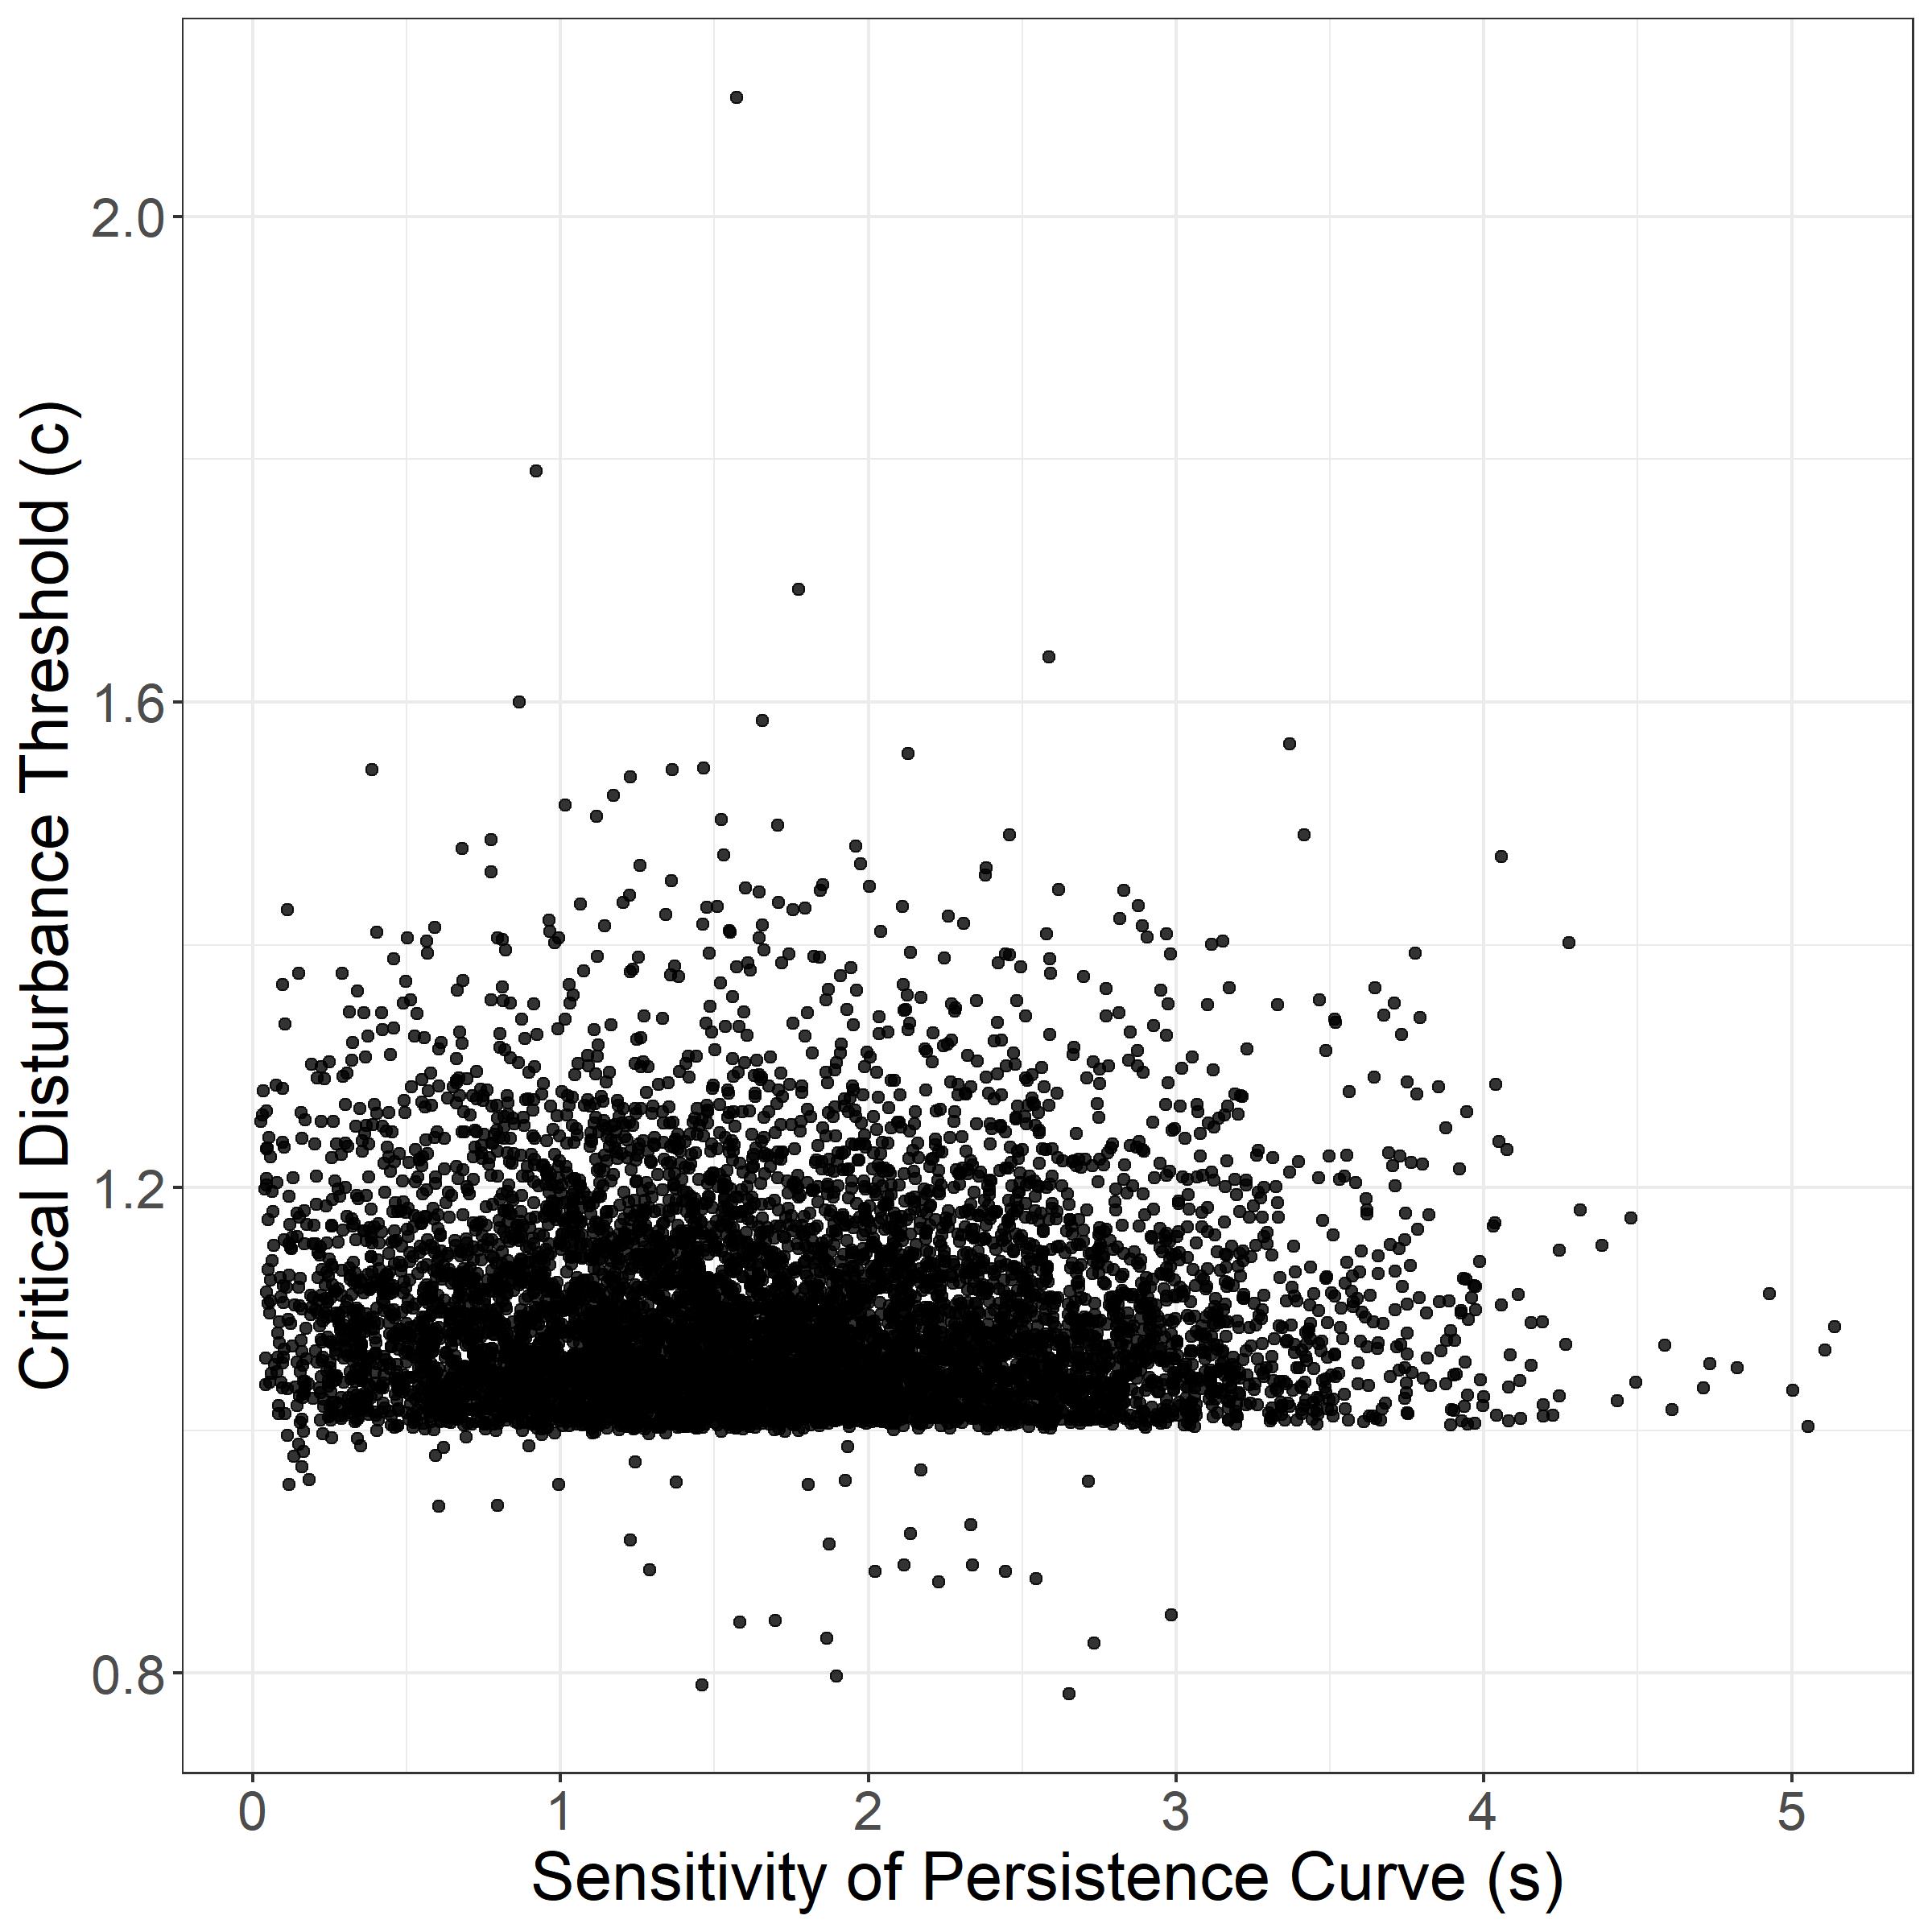 Critical Disturbance Threshold (c)
2.0
1.6
1.2
0.8
0 1 2 3 4 5
Sensitivity of Persistence Curve (s)